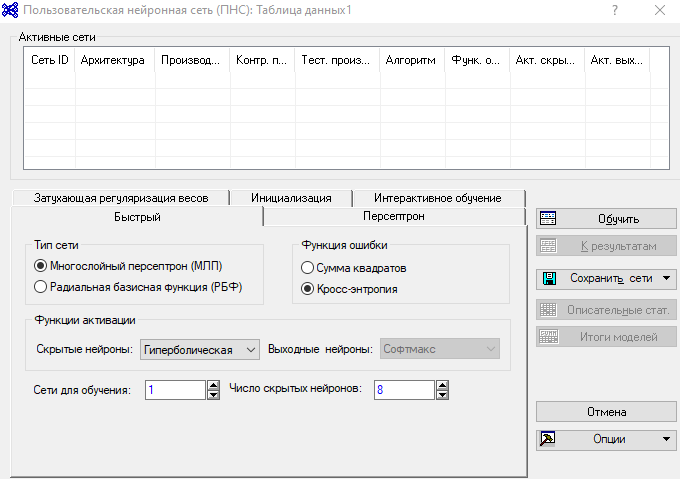 Пользовательская нейронная сеть (ПНС): Таблица данных1
Активные сети
Сеть ID Архитектура Производ... Контр. п... Тест. произ... Алгоритм Функ. о... Акт. скры... Акт. вых...
Затухающая регуляризация весов Инициализация Интерактивное обучение
Быстрый Персептрон
Тип сети
Многослойный персептрон (МЛП)
Радиальная базисная функция (РБФ)
Функция ошибки
Сумма квадратов
Кросс-энтропия
Функции активации
Скрытые нейроны: Гиперболическая Выходные нейроны: Софтмакс
Сети для обучения: 1 Число скрытых нейронов: 8
Обучить
К результатам
Сохранить сети
Описательные стат.
SUMM
Итоги моделей
Отмена
Опции